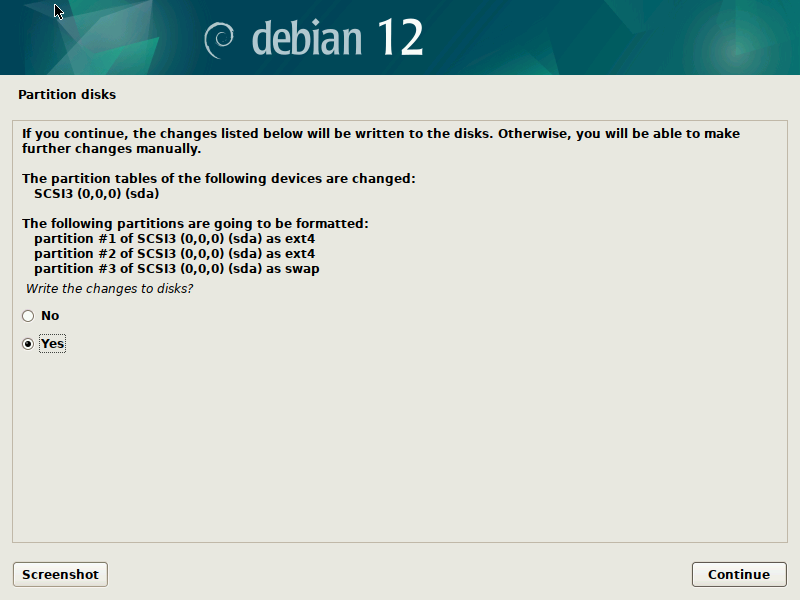 debian 12
Partition disks
If you continue, the changes listed below will be written to the disks. Otherwise, you will be able to make
further changes manually.
The partition tables of the following devices are changed:
SCSI3 (0,0,0) (sda)
The following partitions are going to be formatted:
partition #1 of SCSI3 (0,0,0) (sda) as ext4
partition #2 of SCSI3 (0,0,0) (sda) as ext4
partition #3 of SCSI3 (0,0,0) (sda) as swap
Write the changes to disks?
No
Yes
Screenshot
Continue